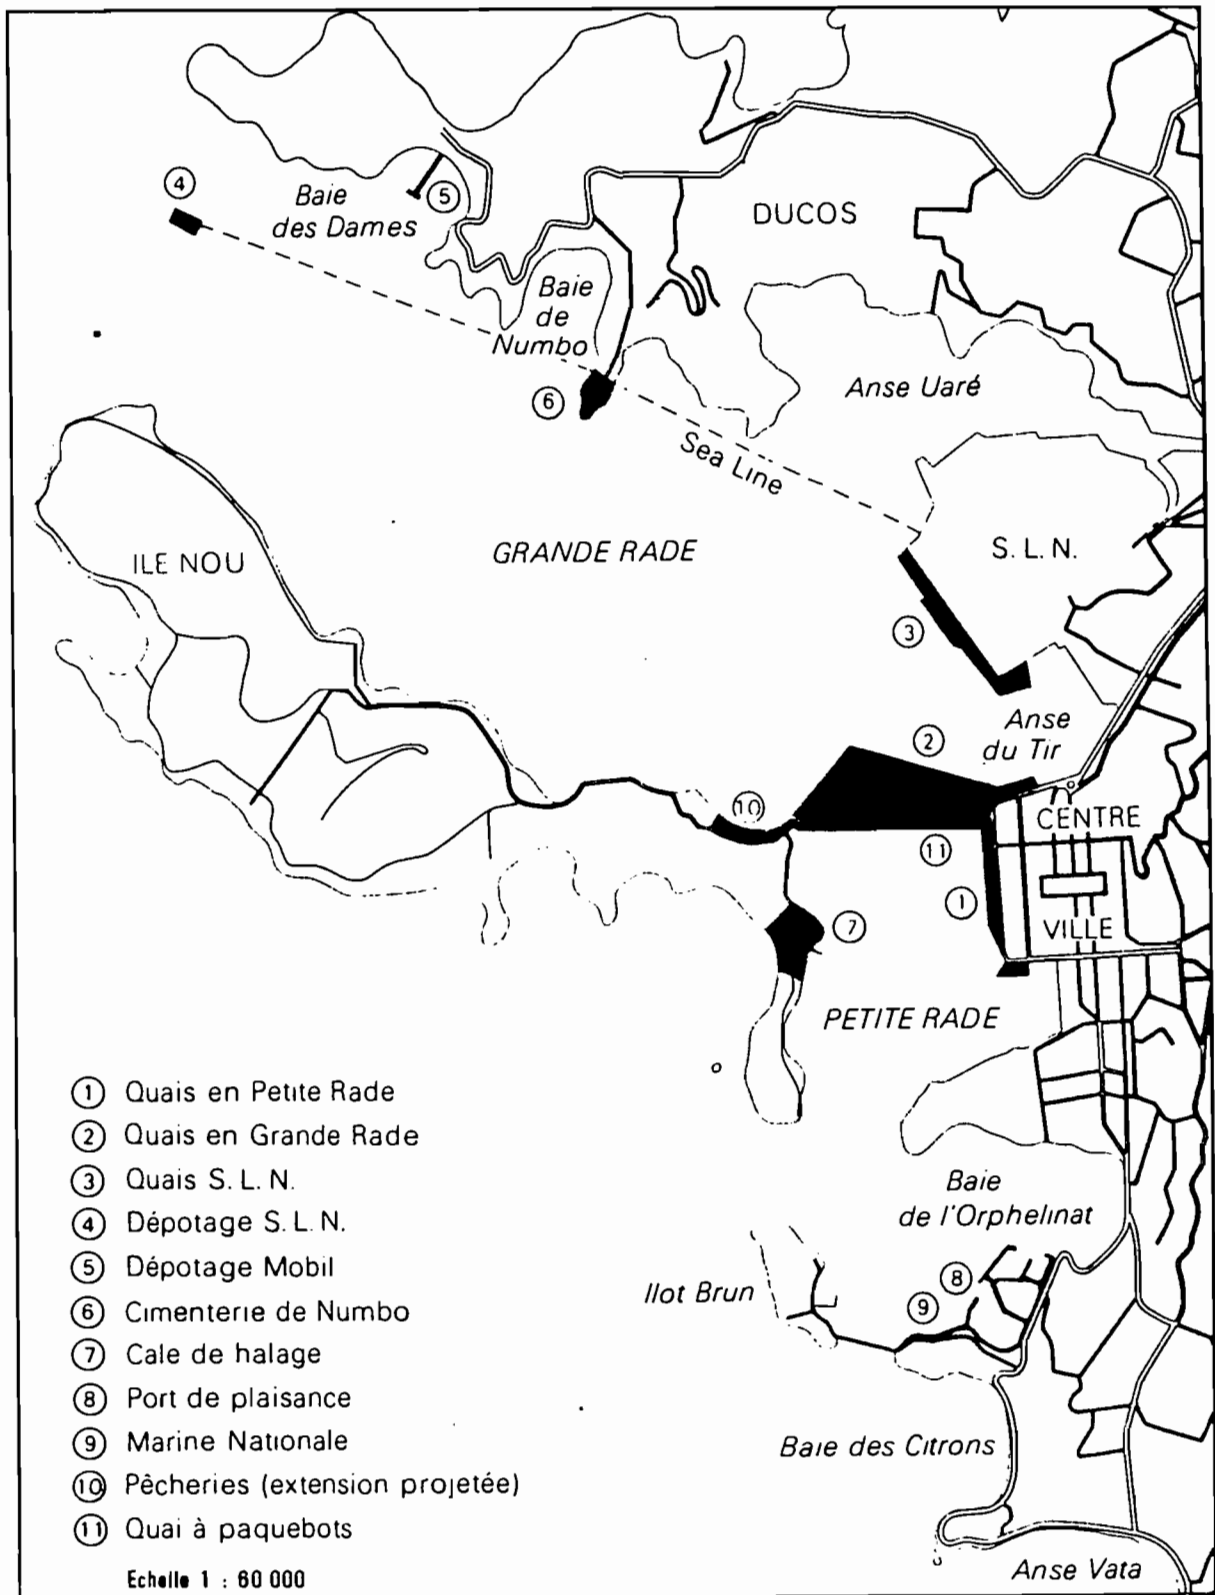 4
5
Baie
des Dames
DUCOS
Baie
de
Numbo
6
Anse Uaré
Sea Line
ILE NOU
GRANDE RADE
S. L. N.
3
Anse
du Tir
2
10
CENTRE
11
1
VILLE
7
PETITE RADE
Baie
de l'Orphelinat
Ilot Brun
8
9
Baie des Citrons
Anse Vata
1 Quais en Petite Rade
2 Quais en Grande Rade
3 Quais S. L. N.
4 Dépotage S. L. N.
5 Dépotage Mobil
6 Cimenterie de Numbo
7 Cale de halage
8 Port de plaisance
9 Marine Nationale
10 Pêcheries (extension projetée)
11 Quai à paquebots
Echelle 1 : 60 000